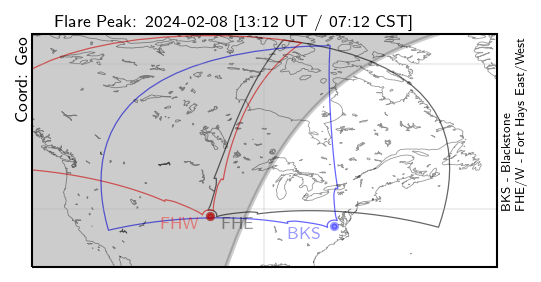 Flare Peak: 2024-02-08 [13:12 UT / 07:12 CST]
Coord: Geo
FHW
FHE
BKS
BKS - Blackstone
FHE/W - Fort Hays East/West